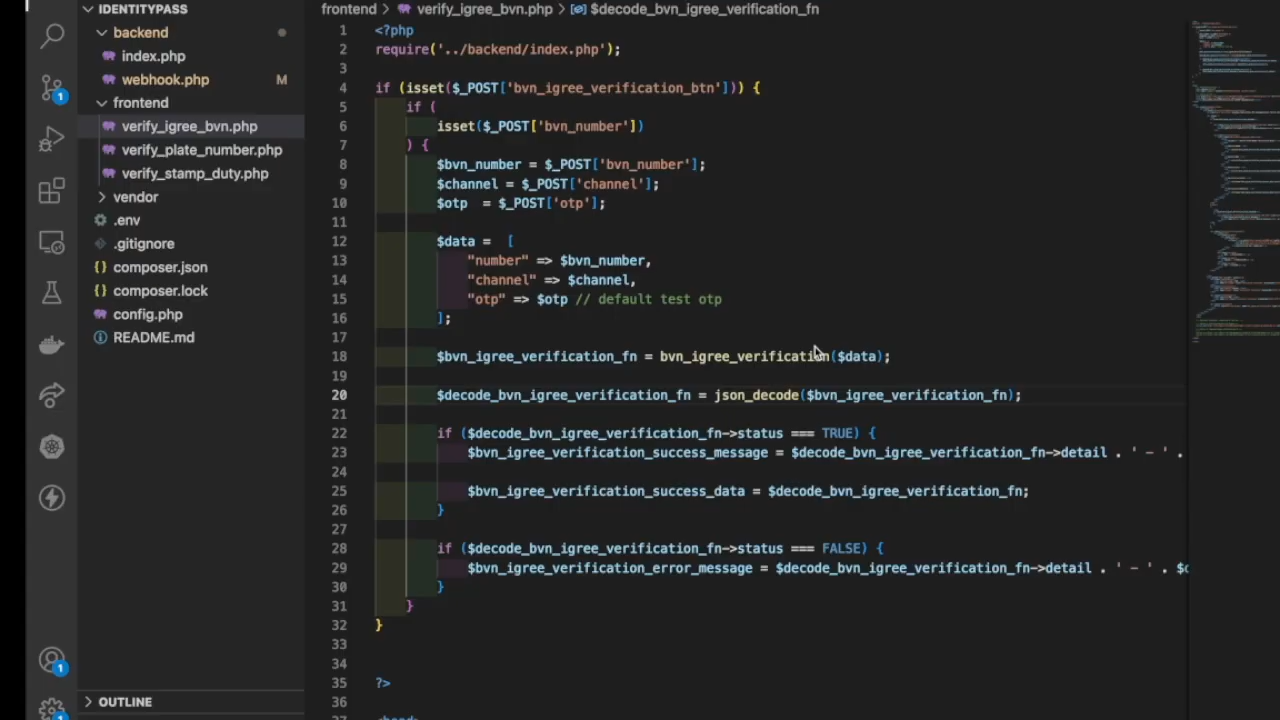 IDENTITYPASS
backend
index.php
webhook.php M
frontend
verify_igree_bvn.php
verify_plate_number.php
verify_stamp_duty.php
vendor
.env
.gitignore
composer.json
composer.lock
config.php
README.md
OUTLINE
1
1
1
frontend > verify_igree_bvn.php > $decode_bvn_igree_verification_fn
1 <?php
2 require('../backend/index.php');
3
4 if (isset($_POST['bvn_igree_verification_btn'])) {
5 if (
6 isset($_POST['bvn_number'])
7 ) {
8 $bvn_number = $_POST['bvn_number'];
9 $channel = $_POST['channel'];
10 $otp = $_POST['otp'];
11
12 $data = [
13 "number" => $bvn_number,
14 "channel" => $channel,
15 "otp" => $otp // default test otp
16 ];
17
18 $bvn_igree_verification_fn = bvn_igree_verification($data);
19
20 $decode_bvn_igree_verification_fn = json_decode($bvn_igree_verification_fn);
21
22 if ($decode_bvn_igree_verification_fn->status === TRUE) {
23 $bvn_igree_verification_success_message = $decode_bvn_igree_verification_fn->detail . ' - ' .
24
25 $bvn_igree_verification_success_data = $decode_bvn_igree_verification_fn;
26 }
27
28 if ($decode_bvn_igree_verification_fn->status === FALSE) {
29 $bvn_igree_verification_error_message = $decode_bvn_igree_verification_fn->detail . ' - ' .
30 }
31 }
32 }
33
34
35 ?>
36